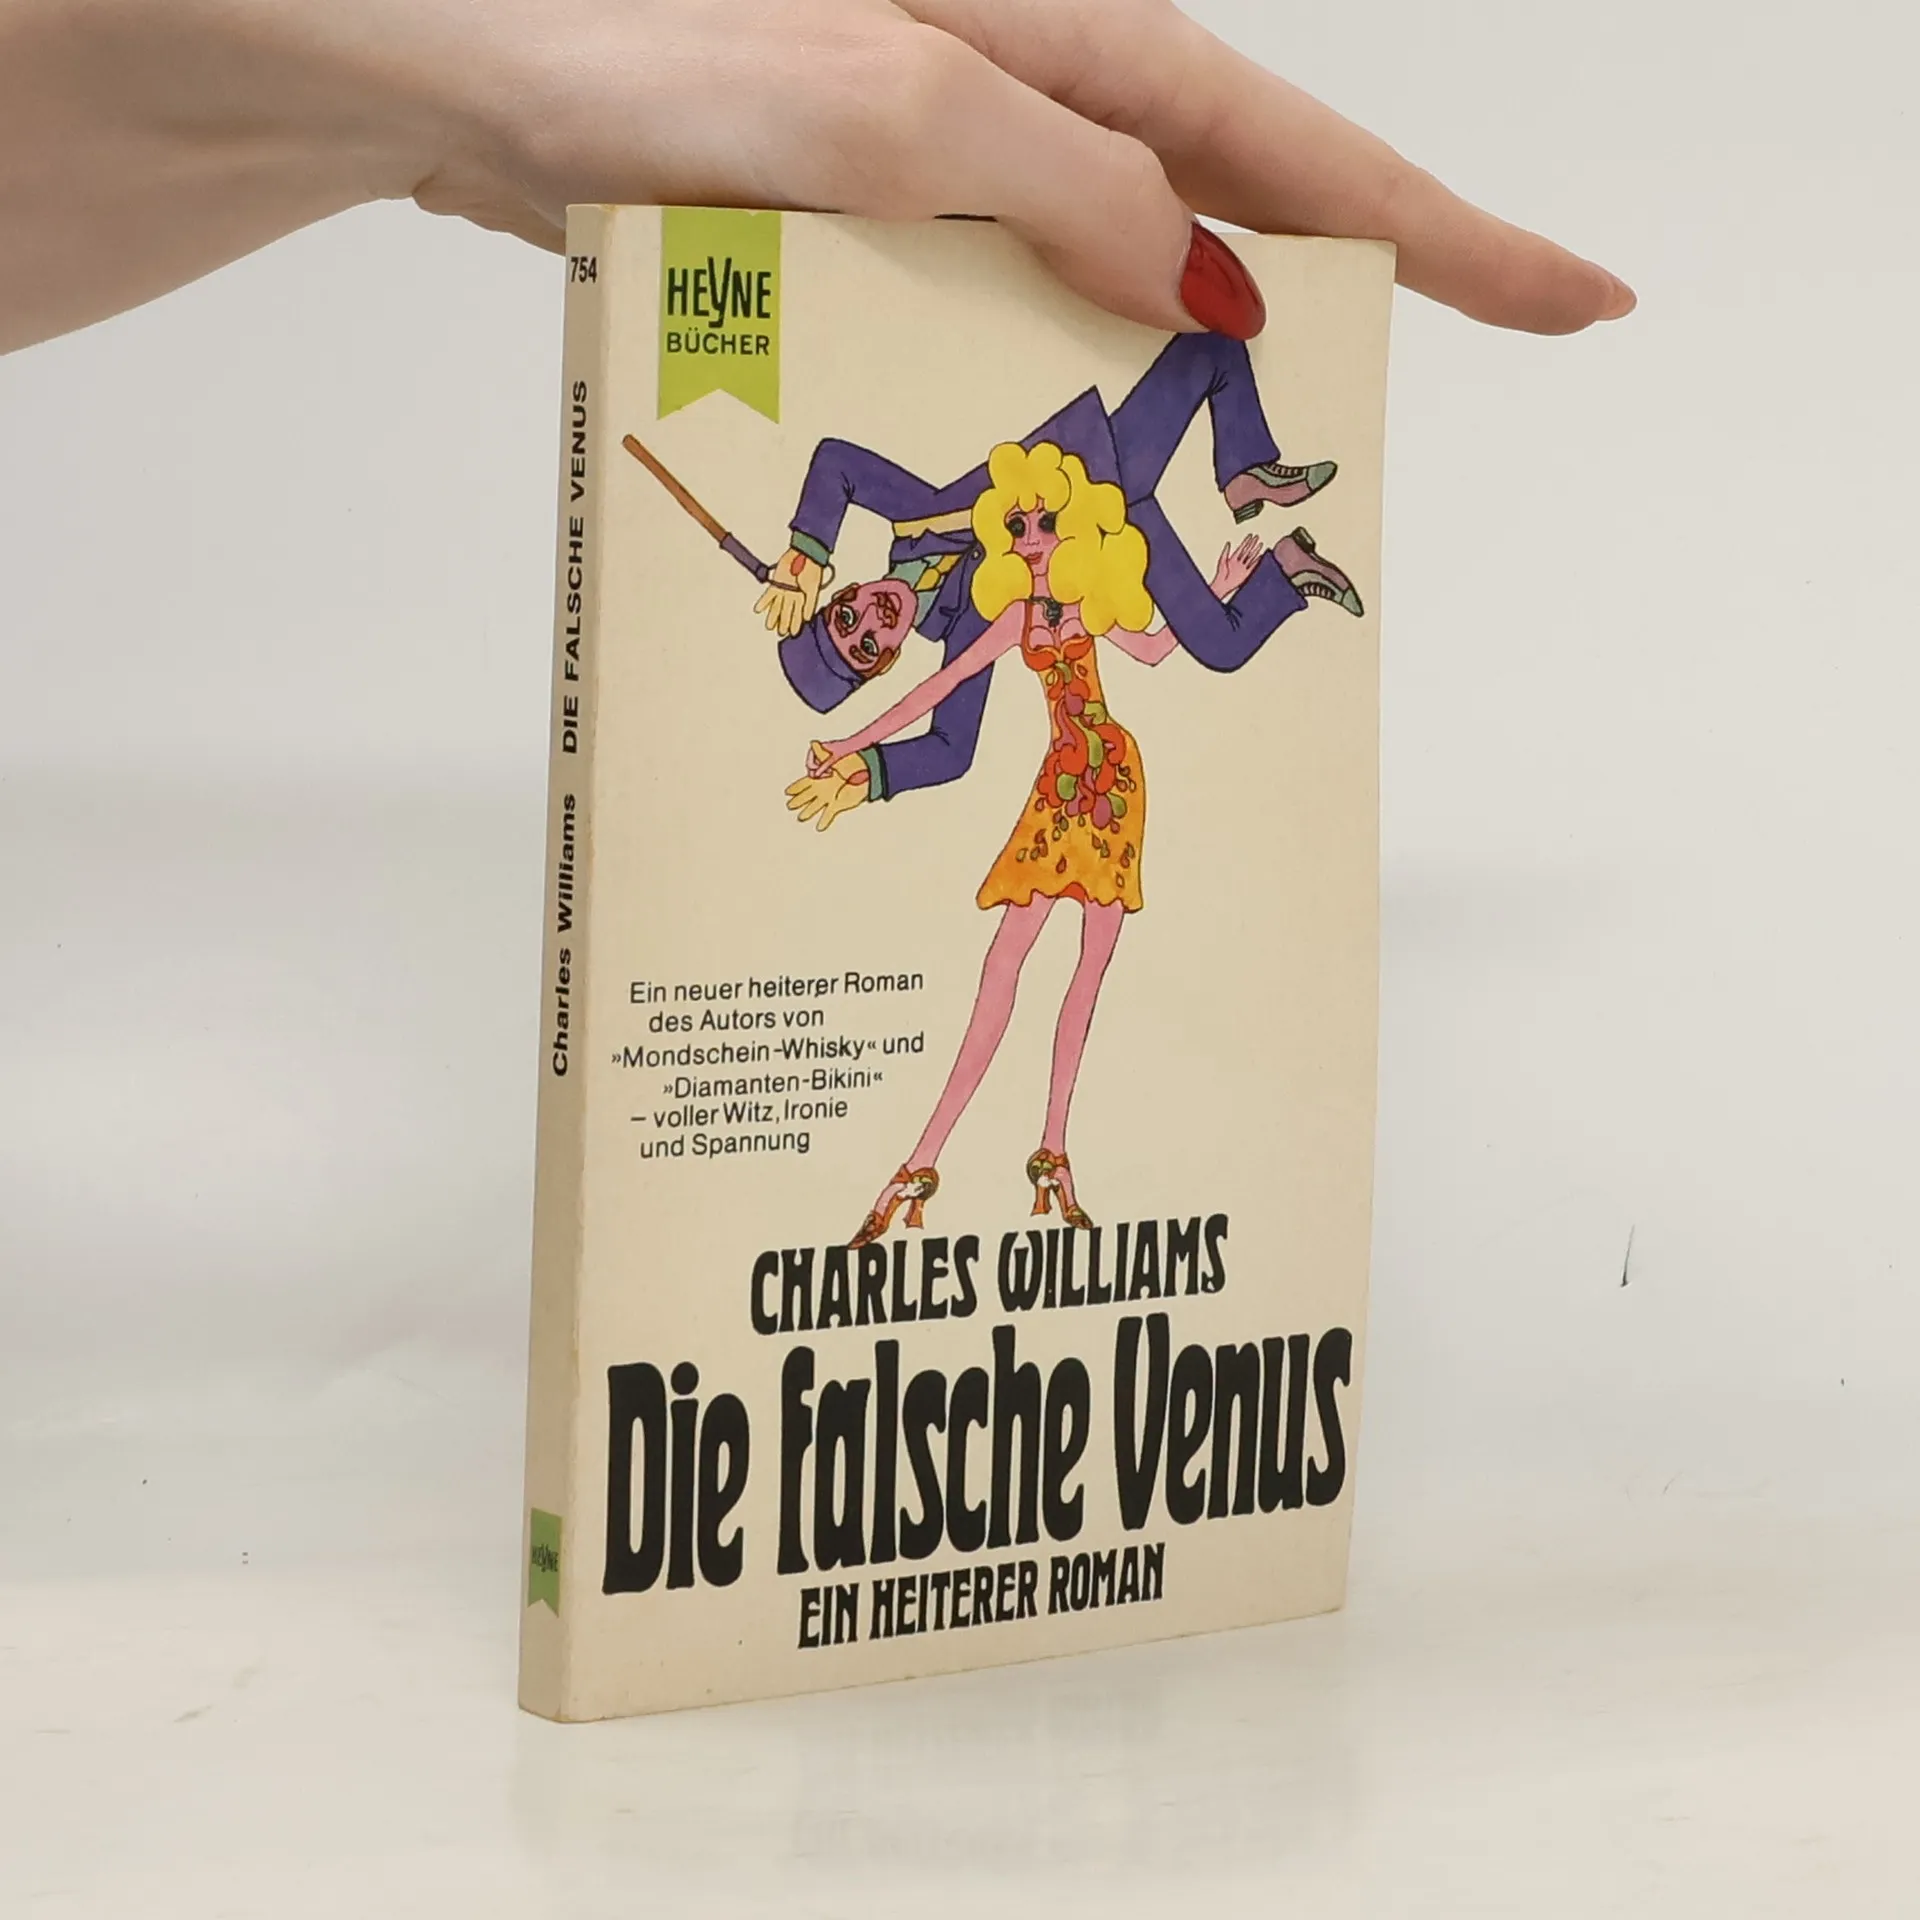 754
HEYNE
BÜCHER
Charles Williams DIE FALSCHE VENUS
HEYNE
Ein neuer heiterer Roman
des Autors von
»Mondschein-Whisky« und
»Diamanten-Bikini«
– voller Witz, Ironie
und Spannung
CHARLES WILLIAMS
Die falsche Venus
EIN HEITERER ROMAN